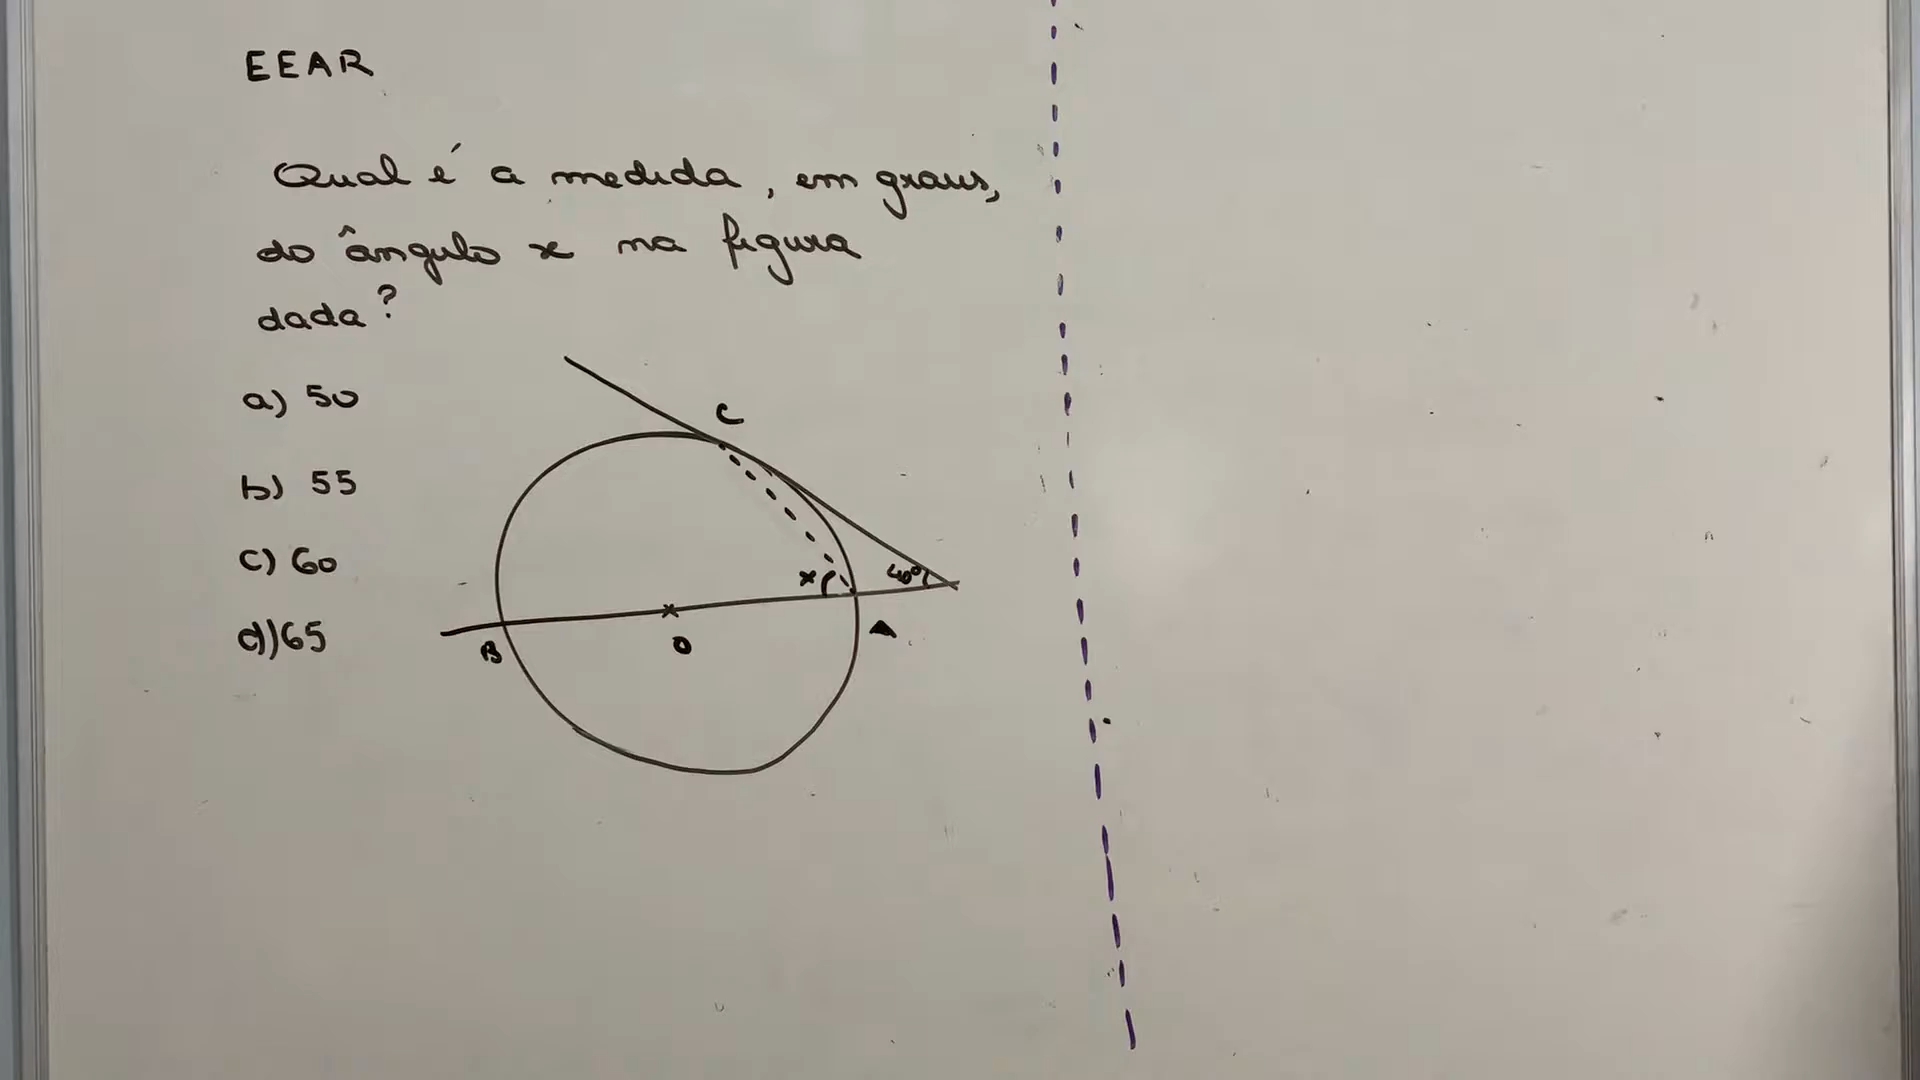 EEAR
Qual é a medida, em graus,
do ângulo x na figura
dada?
a) 50
b) 55
c) 60
d) 65
C
x
40°
B
O
A